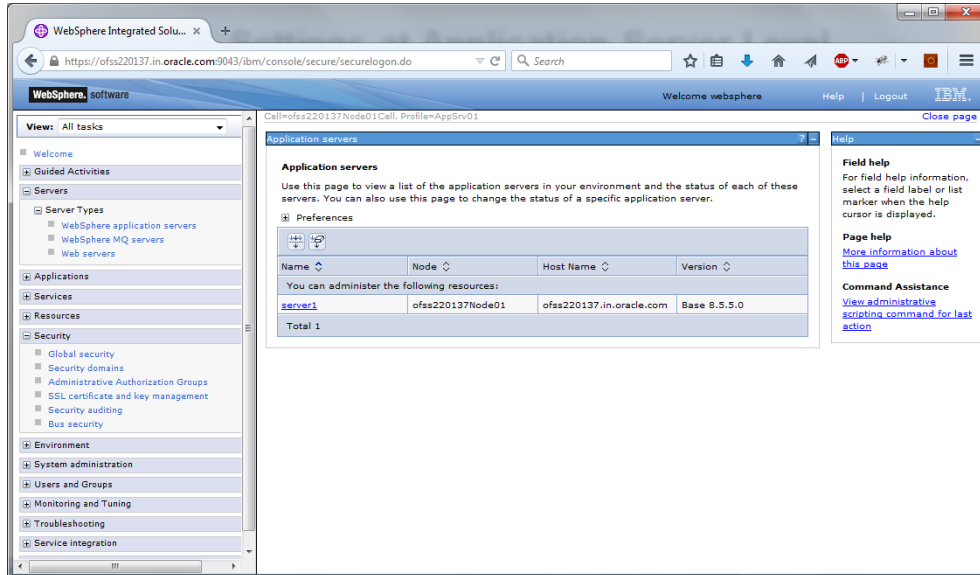 WebSphere Integrated Solu...
Settings at Application Server Level
https://ofss220137.in.oracle.com:9043/ibm/console/secure/securelogon.do
Search
ABP
WebSphere. software
Welcome websphere
Help | Logout
IBM.
View: All tasks
Welcome
Guided Activities
Servers
Server Types
WebSphere application servers
WebSphere MQ servers
Web servers
Applications
Services
Resources
Security
Global security
Security domains
Administrative Authorization Groups
SSL certificate and key management
Security auditing
Bus security
Environment
System administration
Users and Groups
Monitoring and Tuning
Troubleshooting
Service integration
Cell=ofss220137Node01Cell, Profile=AppSrv01
Close page
Application servers
?
Application servers
Use this page to view a list of the application servers in your environment and the status of each of these
servers. You can also use this page to change the status of a specific application server.
Preferences
Name Node Host Name Version
You can administer the following resources:
server1 ofss220137Node01 ofss220137.in.oracle.com Base 8.5.5.0
Total 1
Help
Field help
For field help information,
select a field label or list
marker when the help
cursor is displayed.
Page help
More information about
this page
Command Assistance
View administrative
scripting command for last
action